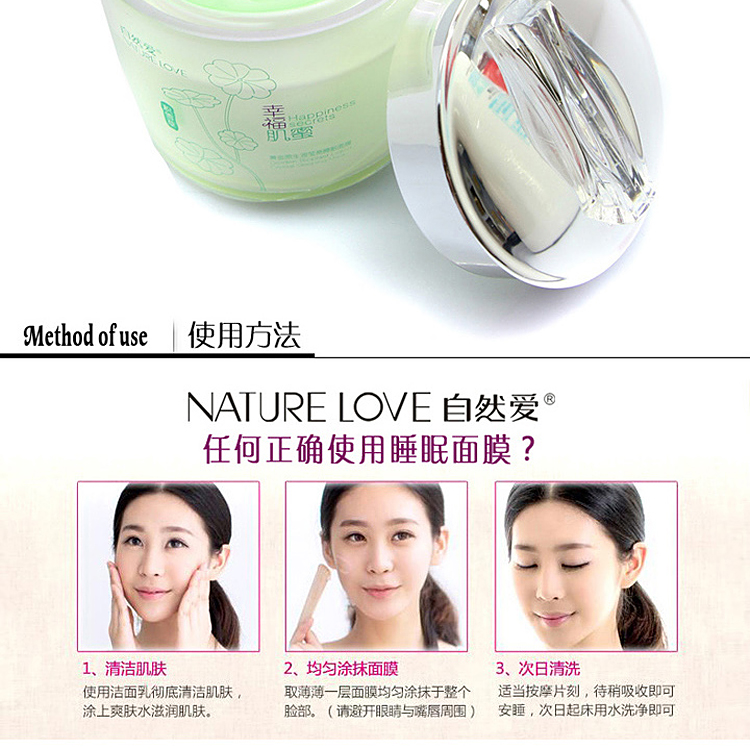 自然爱®
NATURE LOVE
幸福
肌蜜
Happiness
secrets
Method of use
使用方法
NATURE LOVE 自然爱®
任何正确使用睡眠面膜？
1、清洁肌肤
使用洁面乳彻底清洁肌肤，
涂上爽肤水滋润肌肤。
2、均匀涂抹面膜
取薄薄一层面膜均匀涂抹于整个
脸部。（请避开眼睛与嘴唇周围）
3、次日清洗
适当按摩片刻，待稍吸收即可
安睡，次日起床用水洗净即可